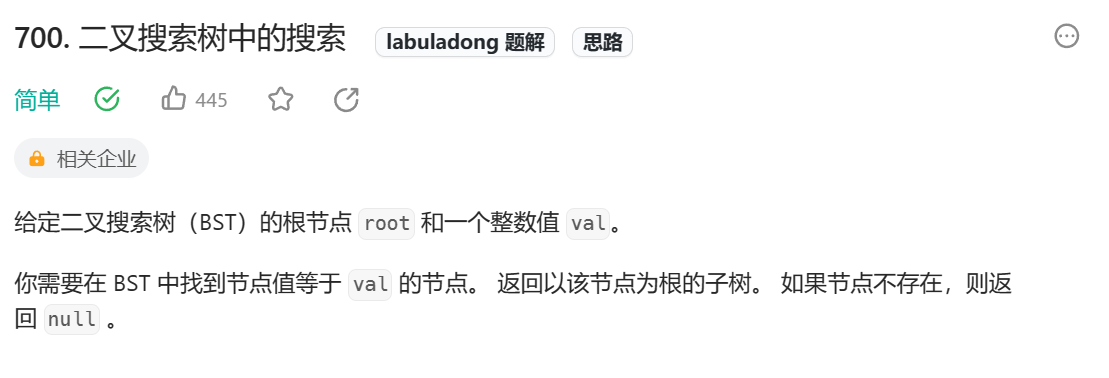 700. 二叉搜索树中的搜索 labuladong 题解 思路
简单 445
相关企业
给定二叉搜索树（BST）的根节点 root 和一个整数值 val。
你需要在 BST 中找到节点值等于 val 的节点。 返回以该节点为根的子树。 如果节点不存在，则返
回 null 。